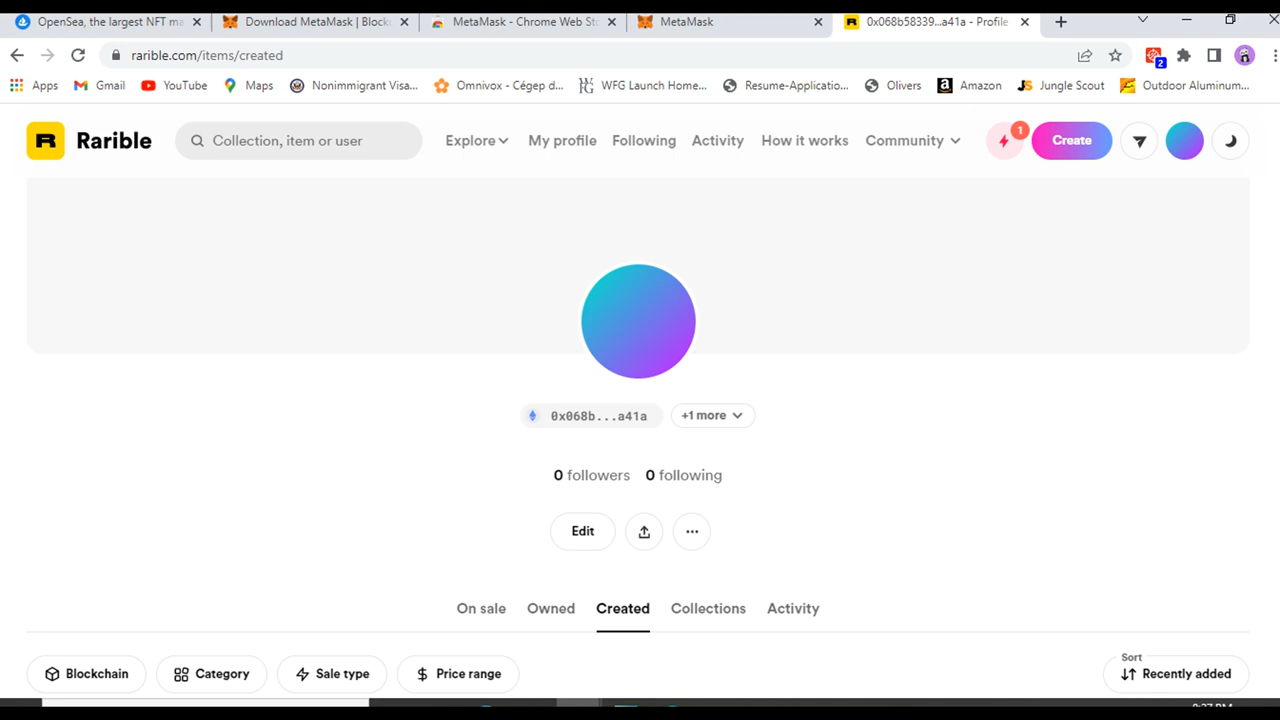 OpenSea, the largest NFT ma
Download MetaMask | Blockc
MetaMask - Chrome Web Sto
MetaMask
0x068b58339...a41a - Profile
rarible.com/items/created
2
Apps Gmail YouTube Maps Nonimmigrant Visa... Omnivox - Cégep d... WFG Launch Home... Resume-Applicatio... Olivers Amazon Jungle Scout Outdoor Aluminum...
R Rarible Collection, item or user Explore My profile Following Activity How it works Community 1 Create
0x068b...a41a +1 more
0 followers 0 following
Edit
On sale Owned Created Collections Activity
Sort
Blockchain Category Sale type Price range Recently added